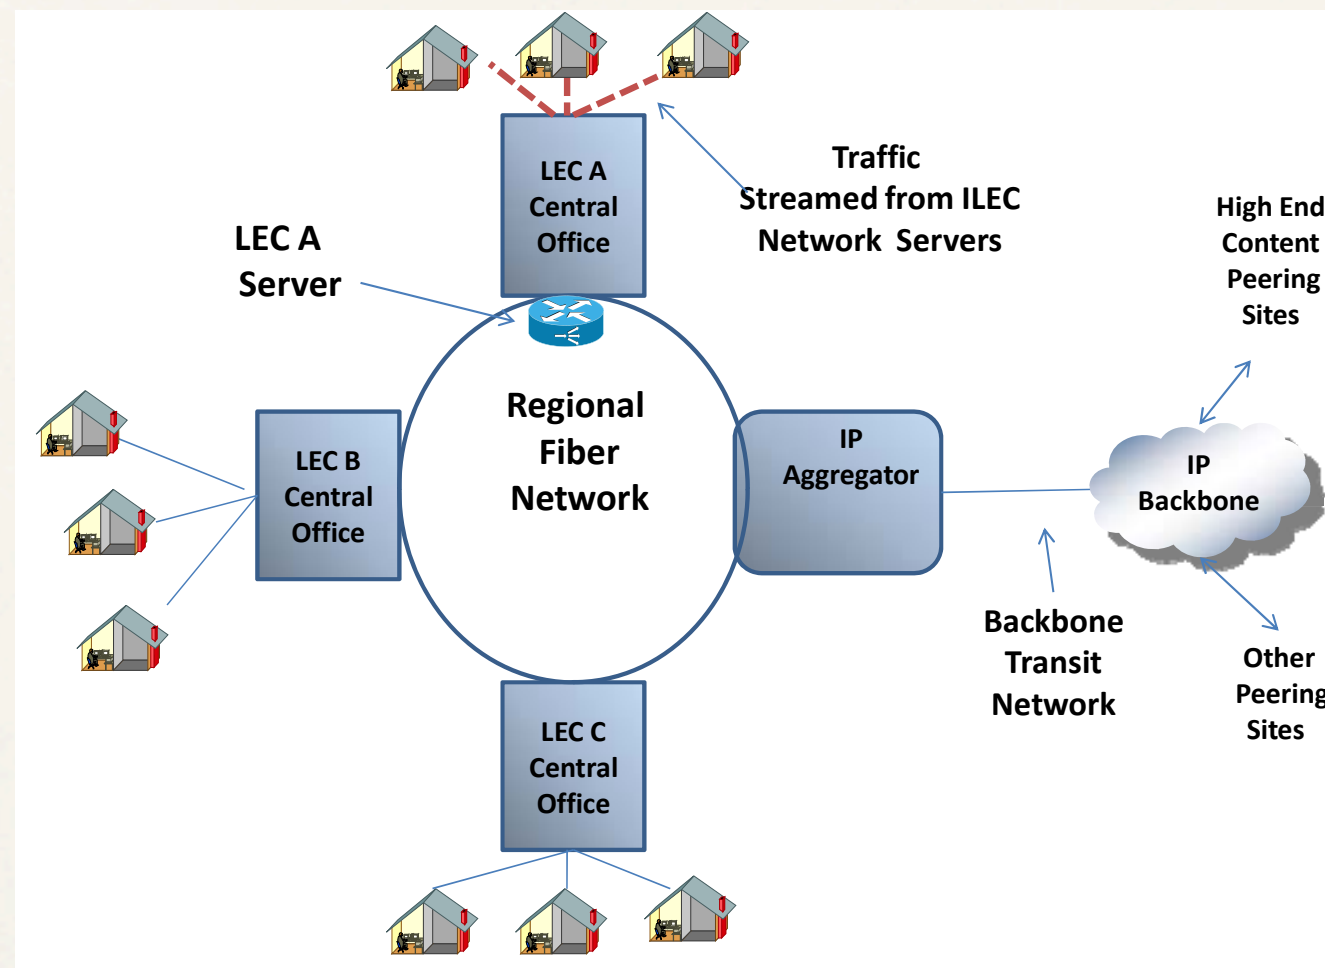 LEC A
Central
Office
Traffic
Streamed from ILEC
Network Servers
High End
Content
Peering
Sites
LEC A
Server
Regional
Fiber
Network
IP
Aggregator
IP
Backbone
LEC B
Central
Office
Backbone
Transit
Network
Other
Peering
Sites
LEC C
Central
Office